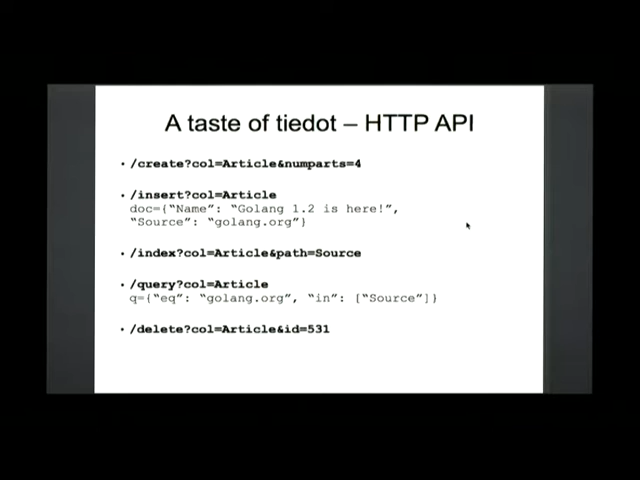 A taste of tiedot – HTTP API
• /create?col=Article&numparts=4
• /insert?col=Article
doc={“Name”: “Golang 1.2 is here!”,
“Source”: “golang.org”}
• /index?col=Article&path=Source
• /query?col=Article
q={“eq”: “golang.org”, “in”: [“Source”]}
• /delete?col=Article&id=531